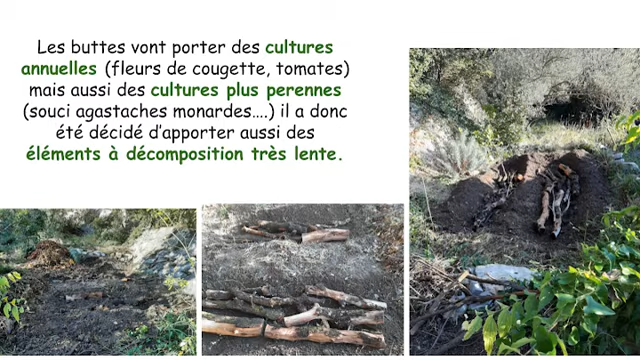 Les buttes vont porter des cultures
annuelles (fleurs de cougette, tomates)
mais aussi des cultures plus perennes
(souci agastaches monardes....) il a donc
été décidé d'apporter aussi des
éléments à décomposition très lente.